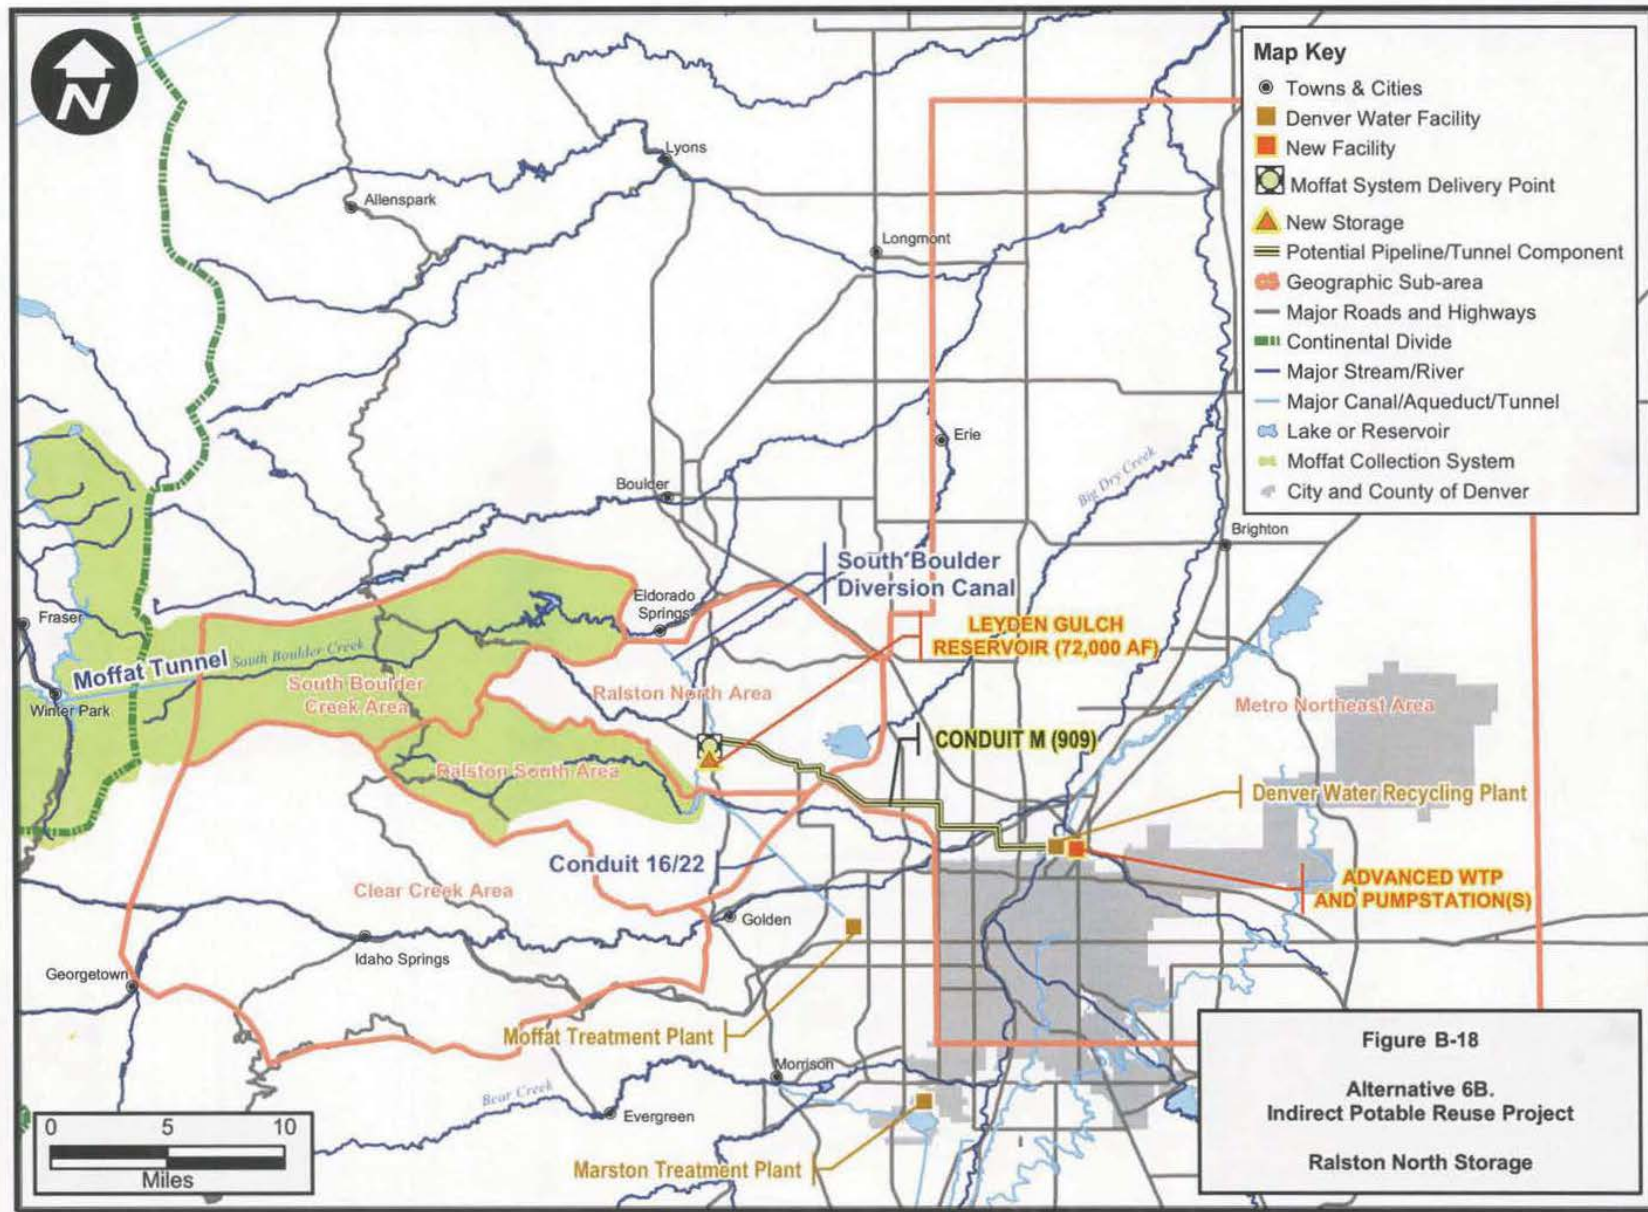 N
Map Key
Towns & Cities
Denver Water Facility
New Facility
Moffat System Delivery Point
New Storage
Potential Pipeline/Tunnel Component
Geographic Sub-area
Major Roads and Highways
Continental Divide
Major Stream/River
Major Canal/Aqueduct/Tunnel
Lake or Reservoir
Moffat Collection System
City and County of Denver
Lyons
Allenspark
Longmont
Erie
Boulder
Big Dry Creek
Brighton
South Boulder
Diversion Canal
Eldorado
Springs
Fraser
LEYDEN GULCH
RESERVOIR (72,000 AF)
Moffat Tunnel
South Boulder Creek
South Boulder
Creek Area
Ralston North Area
Winter Park
Metro Northeast Area
CONDUIT M (909)
Ralston South Area
Denver Water Recycling Plant
Conduit 16/22
Clear Creek Area
ADVANCED WTP
AND PUMPSTATION(S)
Golden
Idaho Springs
Georgetown
Moffat Treatment Plant
Morrison
Bear Creek
Evergreen
Marston Treatment Plant
0 5 10
Miles
Figure B-18
Alternative 6B.
Indirect Potable Reuse Project
Ralston North Storage